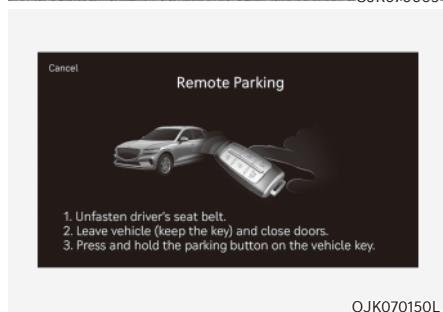 Cancel
Remote Parking
1. Unfasten driver's seat belt.
2. Leave vehicle (keep the key) and close doors.
3. Press and hold the parking button on the vehicle key.
OJK070150L